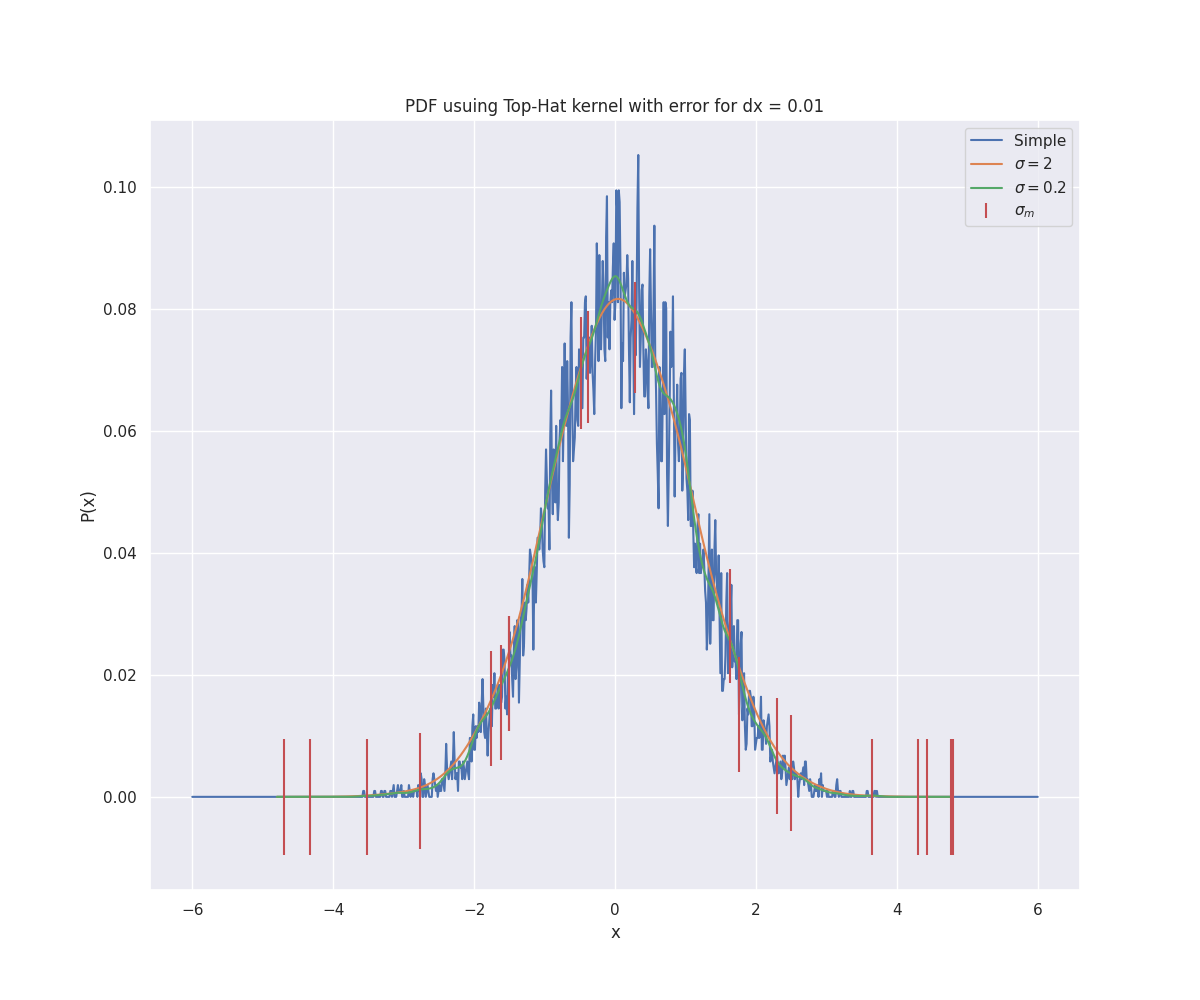 PDF usuing Top-Hat kernel with error for dx = 0.01
Simple
σ = 2
σ = 0.2
σₘ
0.10
0.08
0.06
0.04
0.02
0.00
P(x)
−6 −4 −2 0 2 4 6
x